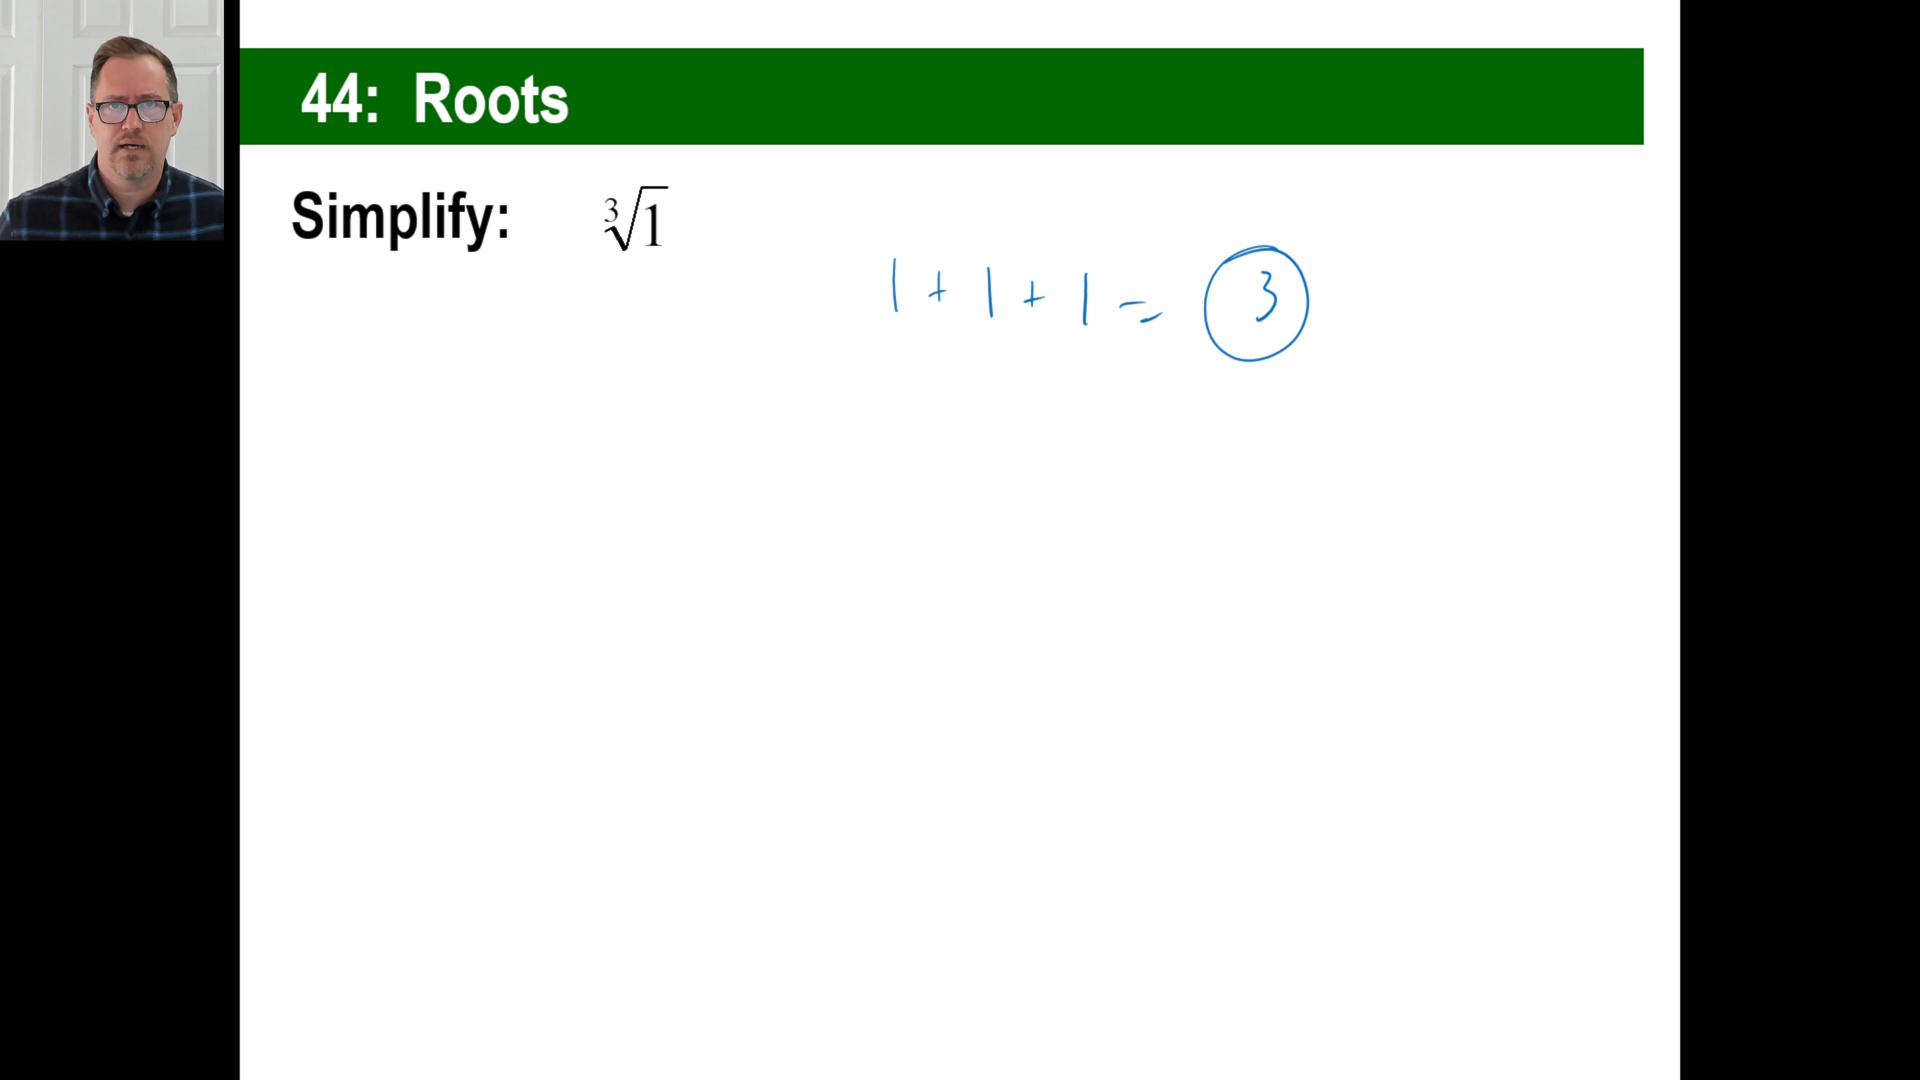 44: Roots
Simplify: ∛1
1 + 1 + 1 = 3